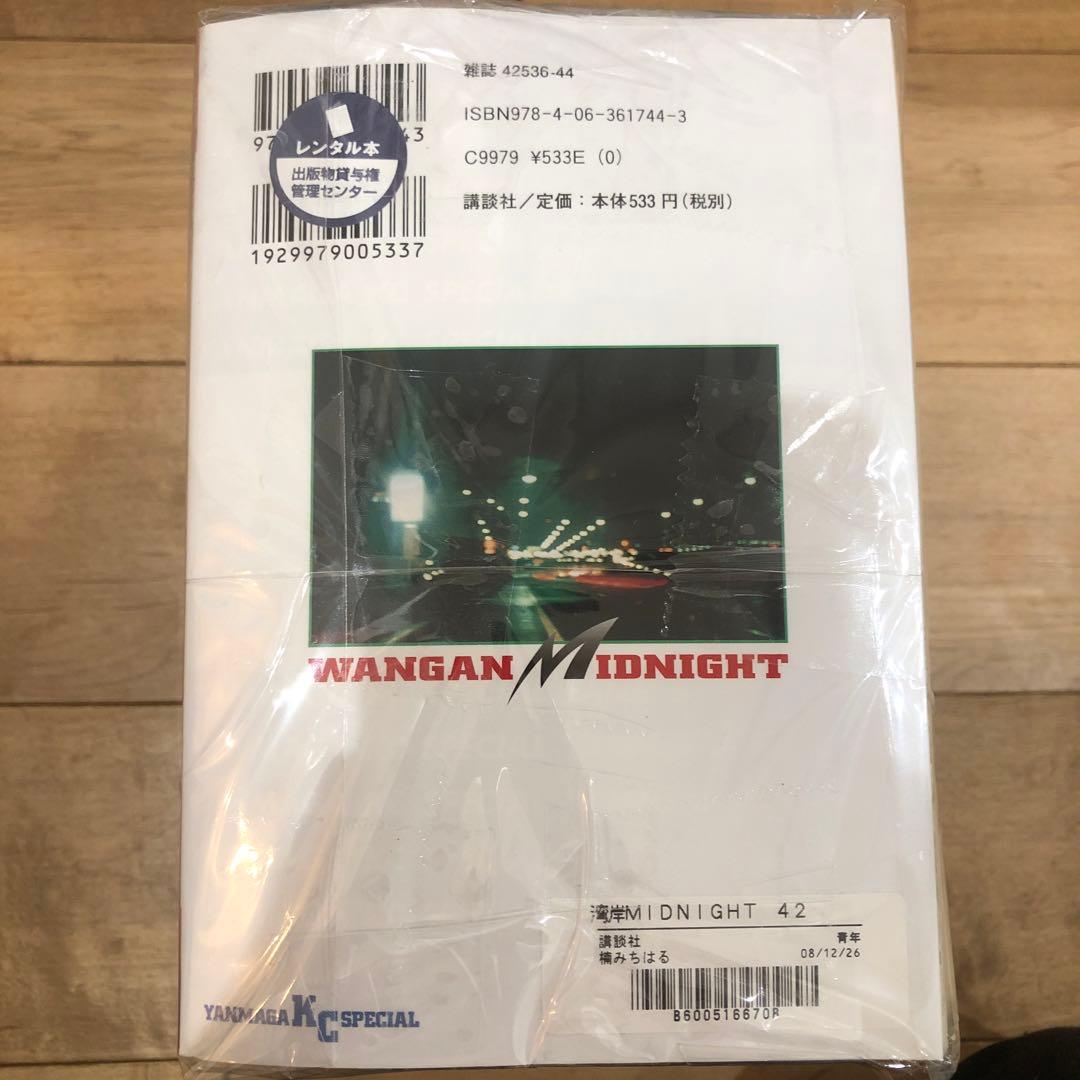 雑誌 42536-44
ISBN978-4-06-361744-3
C9979 ¥533E (0)
講談社／定価：本体533円(税別)
97 43
レンタル本
出版物貸与権
管理センター
1929979005337
WANGAN MIDNIGHT
湾岸MIDNIGHT 42
講談社 青年
楠みちはる 08/12/26
B600516670B
YANMAGA KC SPECIAL